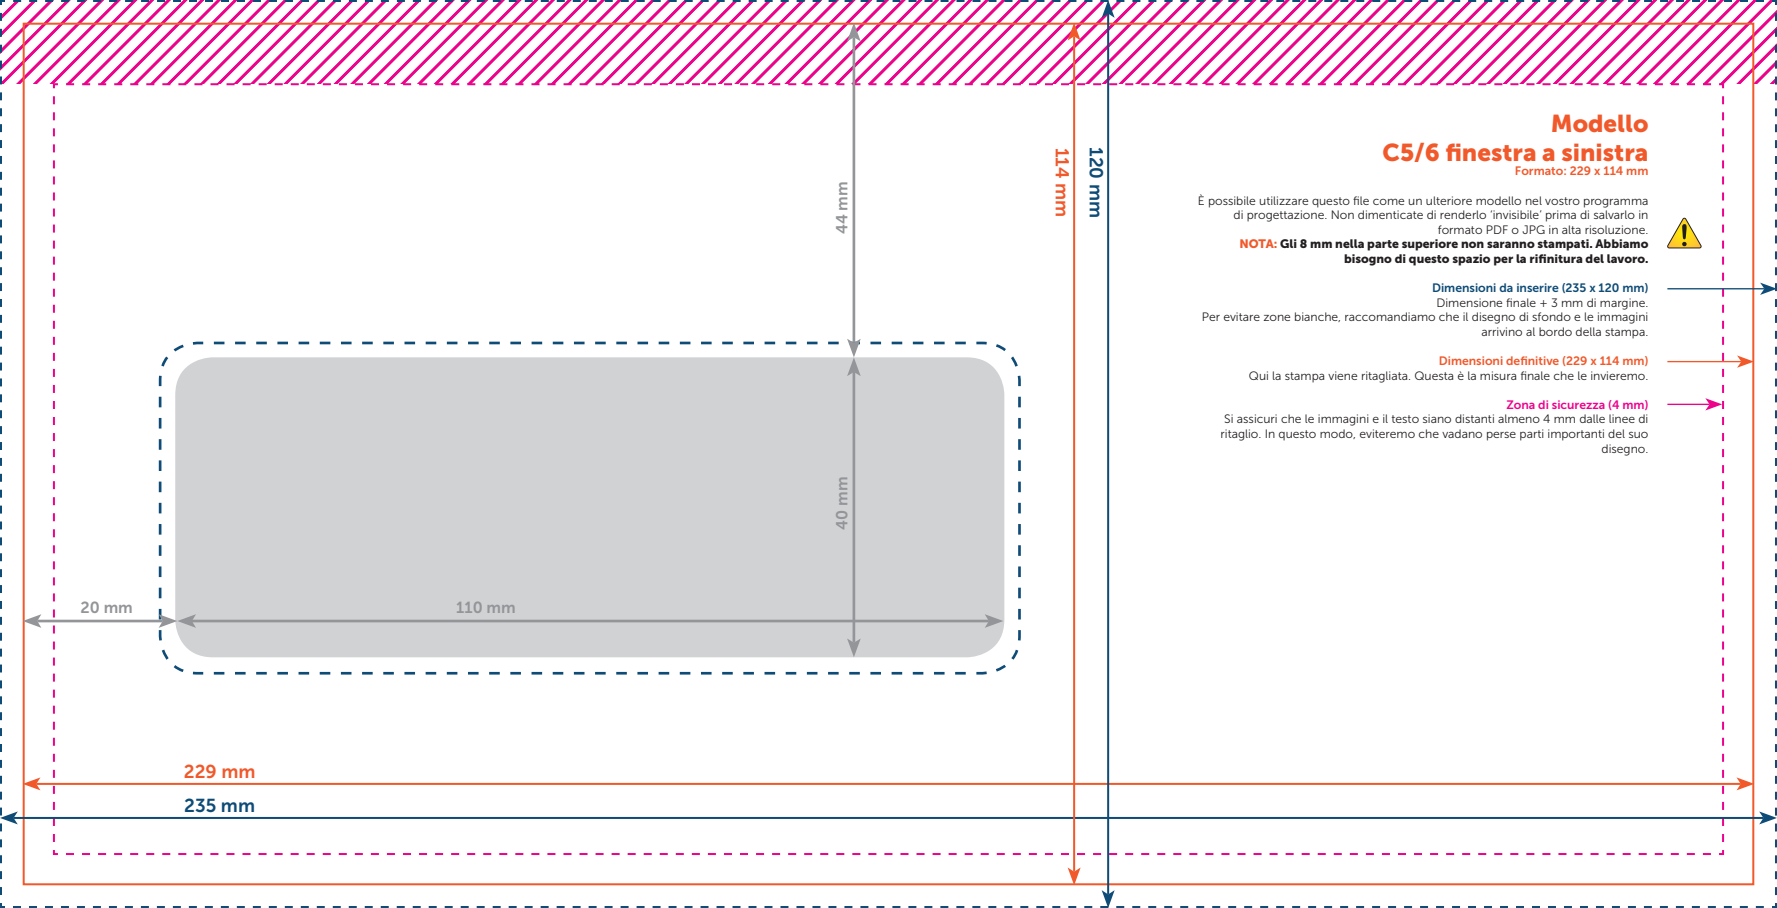 Modello
C5/6 finestra a sinistra
Formato: 229 x 114 mm
È possibile utilizzare questo file come un ulteriore modello nel vostro programma
di progettazione. Non dimenticate di renderlo ‘invisibile’ prima di salvarlo in
formato PDF o JPG in alta risoluzione.
NOTA: Gli 8 mm nella parte superiore non saranno stampati. Abbiamo
bisogno di questo spazio per la rifinitura del lavoro.
Dimensioni da inserire (235 x 120 mm)
Dimensione finale + 3 mm di margine.
Per evitare zone bianche, raccomandiamo che il disegno di sfondo e le immagini
arrivino al bordo della stampa.
Dimensioni definitive (229 x 114 mm)
Qui la stampa viene ritagliata. Questa è la misura finale che le invieremo.
Zona di sicurezza (4 mm)
Si assicuri che le immagini e il testo siano distanti almeno 4 mm dalle linee di
ritaglio. In questo modo, eviteremo che vadano perse parti importanti del suo
disegno.
44 mm
114 mm
120 mm
40 mm
20 mm
110 mm
229 mm
235 mm